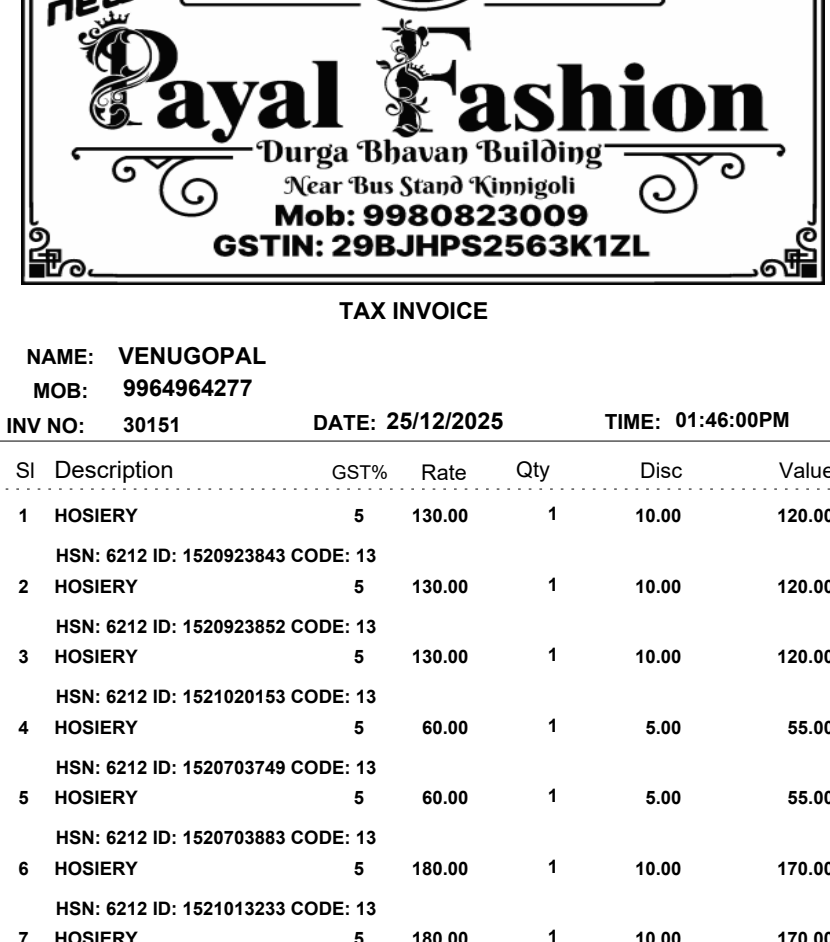 new
Payal Fashion
Durga Bhavan Building
Near Bus Stand Kinnigoli
Mob: 9980823009
GSTIN: 29BJHPS2563K1ZL
TAX INVOICE
NAME: VENUGOPAL
MOB: 9964964277
INV NO: 30151 DATE: 25/12/2025 TIME: 01:46:00PM
Sl Description GST% Rate Qty Disc Value
1 HOSIERY 5 130.00 1 10.00 120.00
HSN: 6212 ID: 1520923843 CODE: 13
2 HOSIERY 5 130.00 1 10.00 120.00
HSN: 6212 ID: 1520923852 CODE: 13
3 HOSIERY 5 130.00 1 10.00 120.00
HSN: 6212 ID: 1521020153 CODE: 13
4 HOSIERY 5 60.00 1 5.00 55.00
HSN: 6212 ID: 1520703749 CODE: 13
5 HOSIERY 5 60.00 1 5.00 55.00
HSN: 6212 ID: 1520703883 CODE: 13
6 HOSIERY 5 180.00 1 10.00 170.00
HSN: 6212 ID: 1521013233 CODE: 13
7 HOSIERY 5 180.00 1 10.00 170.00